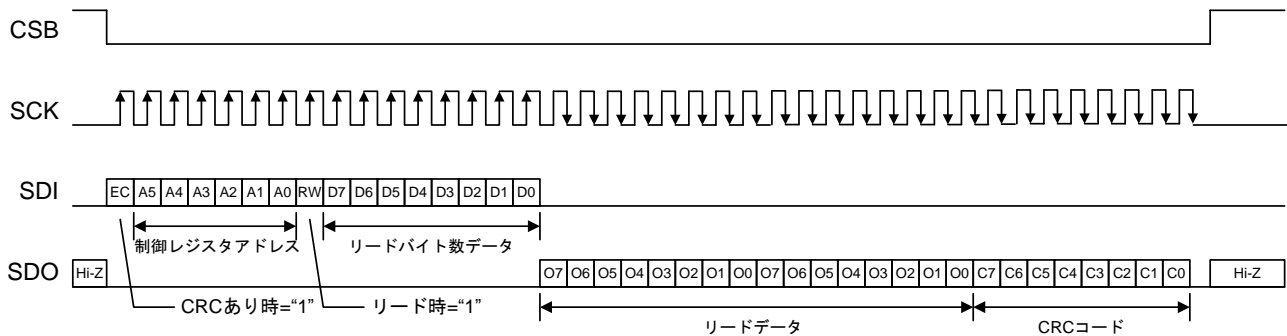 CSB
SCK
SDI EC A5 A4 A3 A2 A1 A0 RW D7 D6 D5 D4 D3 D2 D1 D0
制御レジスタアドレス リードバイト数データ
SDO Hi-Z O7 O6 O5 O4 O3 O2 O1 O0 O7 O6 O5 O4 O3 O2 O1 O0 C7 C6 C5 C4 C3 C2 C1 C0 Hi-Z
CRCあり時=“1” リード時=“1” リードデータ CRCコード